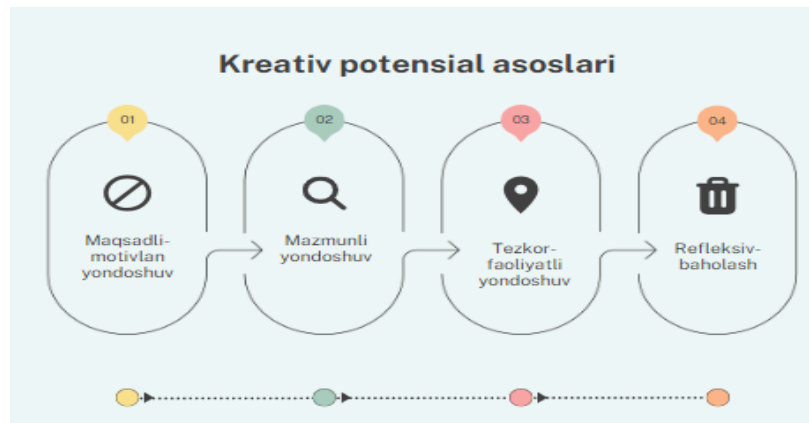 Kreativ potensial asoslari
01
02
03
04
Maqsadli-
motivlan
yondoshuv
Mazmunli
yondoshuv
Tezkor-
faoliyatli
yondoshuv
Refleksiv-
baholash